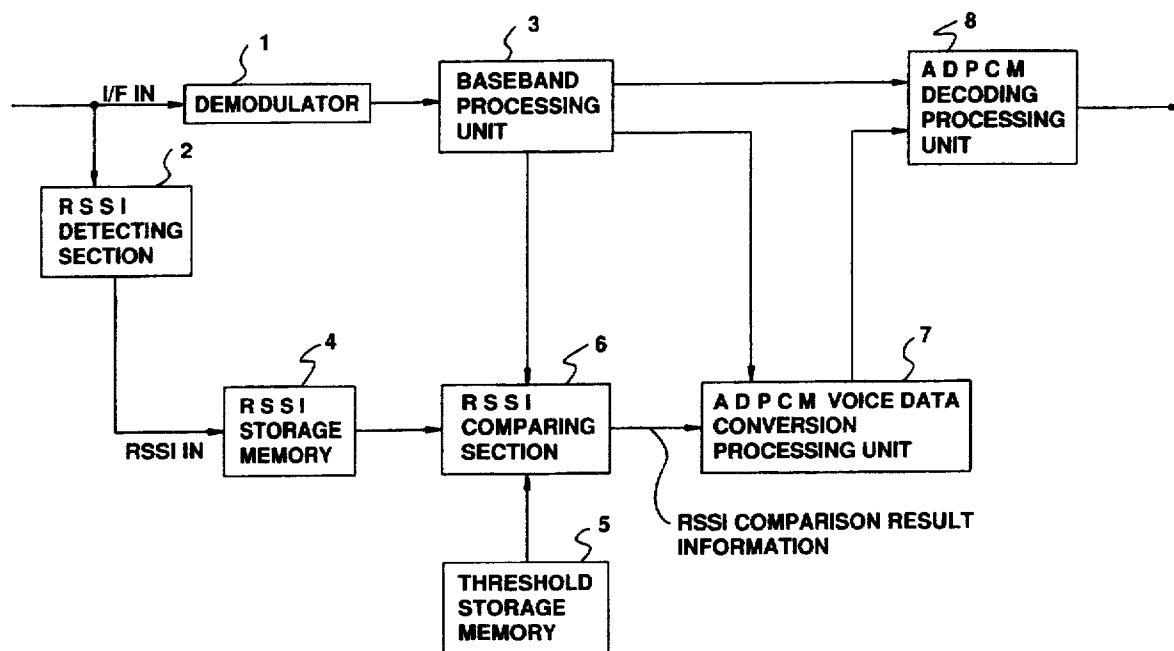 1
I/F IN
DEMODULATOR
2
R S S I
DETECTING
SECTION
3
BASEBAND
PROCESSING
UNIT
8
A D P C M
DECODING
PROCESSING
UNIT
RSSI IN
4
R S S I
STORAGE
MEMORY
6
R S S I
COMPARING
SECTION
7
A D P C M VOICE DATA
CONVERSION
PROCESSING UNIT
RSSI COMPARISON RESULT
INFORMATION
5
THRESHOLD
STORAGE
MEMORY